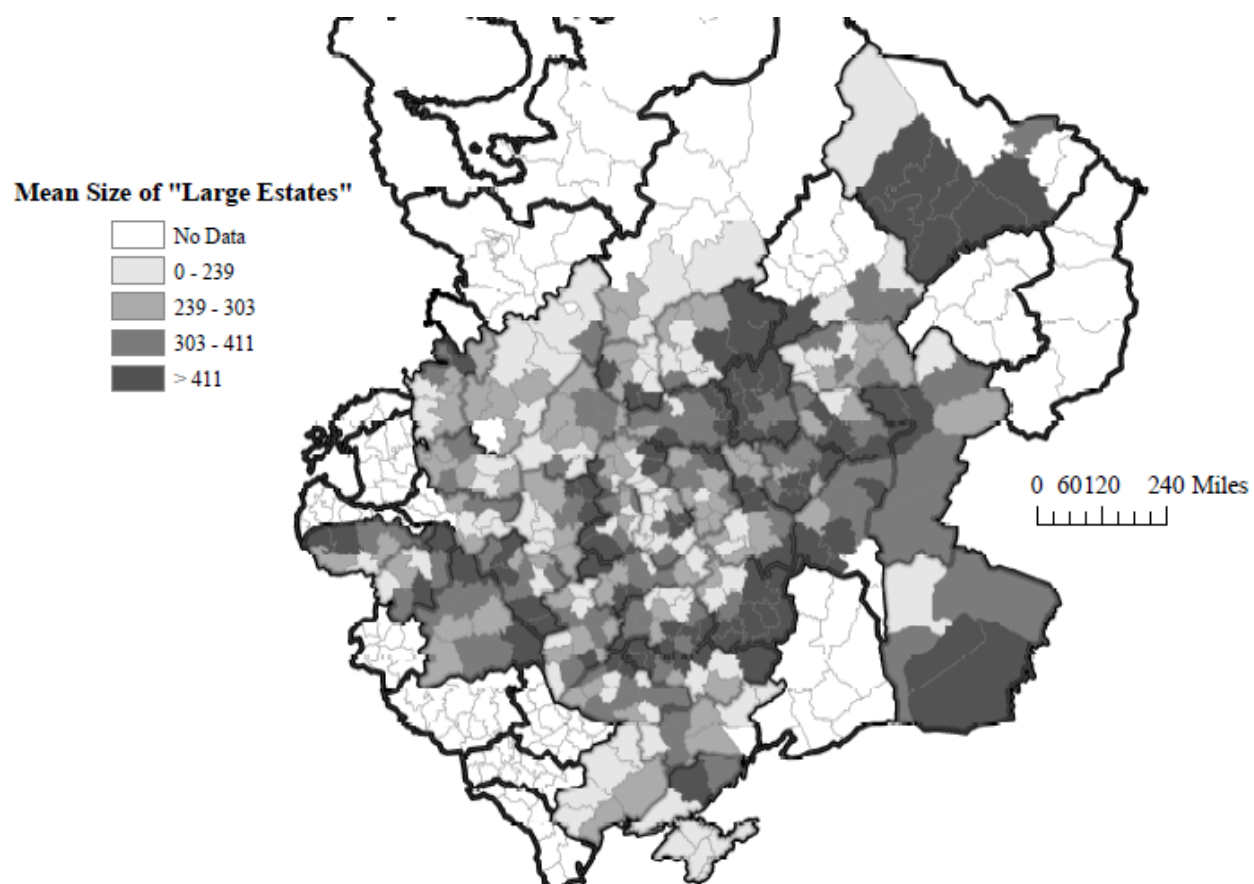 Mean Size of "Large Estates"
No Data
0 - 239
239 - 303
303 - 411
> 411
0 60120 240 Miles